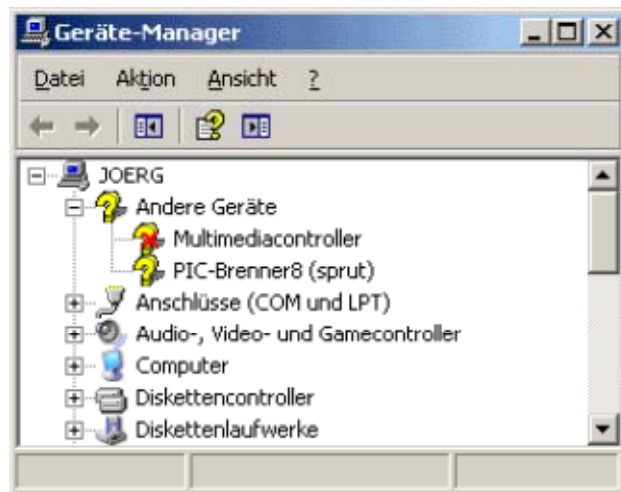 Geräte-Manager
Datei Aktion Ansicht ?
JOERG
Andere Geräte
Multimediacontroller
PIC-Brenner8 (sprut)
Anschlüsse (COM und LPT)
Audio-, Video- und Gamecontroller
Computer
Diskettencontroller
Diskettenlaufwerke